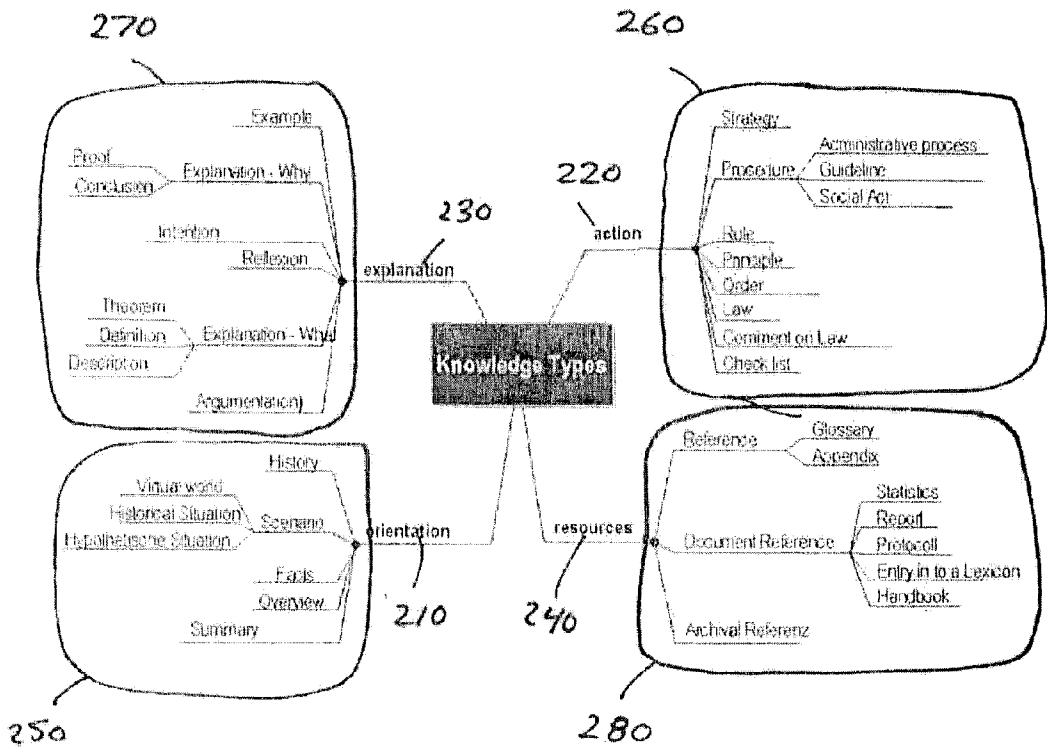 270
260
Example
Proof
Explanation - Why
Conclusion
Intention
Reflexion
Theorem
Definition
Explanation - What
Description
Argumentation
230
explanation
220
action
Strategy
Administrative process
Procedure
Guideline
Social Act
Rule
Principle
Order
Law
Comment on Law
Check list
Knowledge Types
History
Virtual world
Historical Situation
Scenario
Hypothetische Situation
Facts
Overview
Summary
orientation
210
resources
240
Glossary
Reference
Appendix
Statistics
Report
Document Reference
Protocoll
Entry in to a Lexicon
Handbook
Archival Referenz
250
280